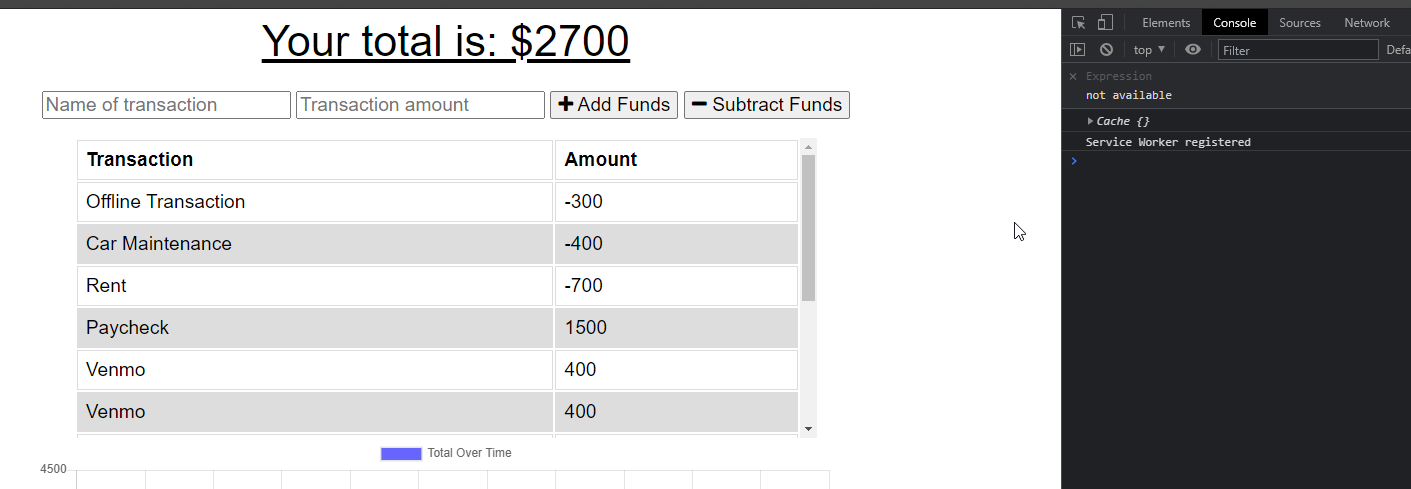 Your total is: $2700
Name of transaction Transaction amount Add Funds Subtract Funds
Transaction Amount
Offline Transaction -300
Car Maintenance -400
Rent -700
Paycheck 1500
Venmo 400
Venmo 400
Total Over Time
4500
Elements Console Sources Network
top Filter Defa
Expression
not available
Cache {}
Service Worker registered